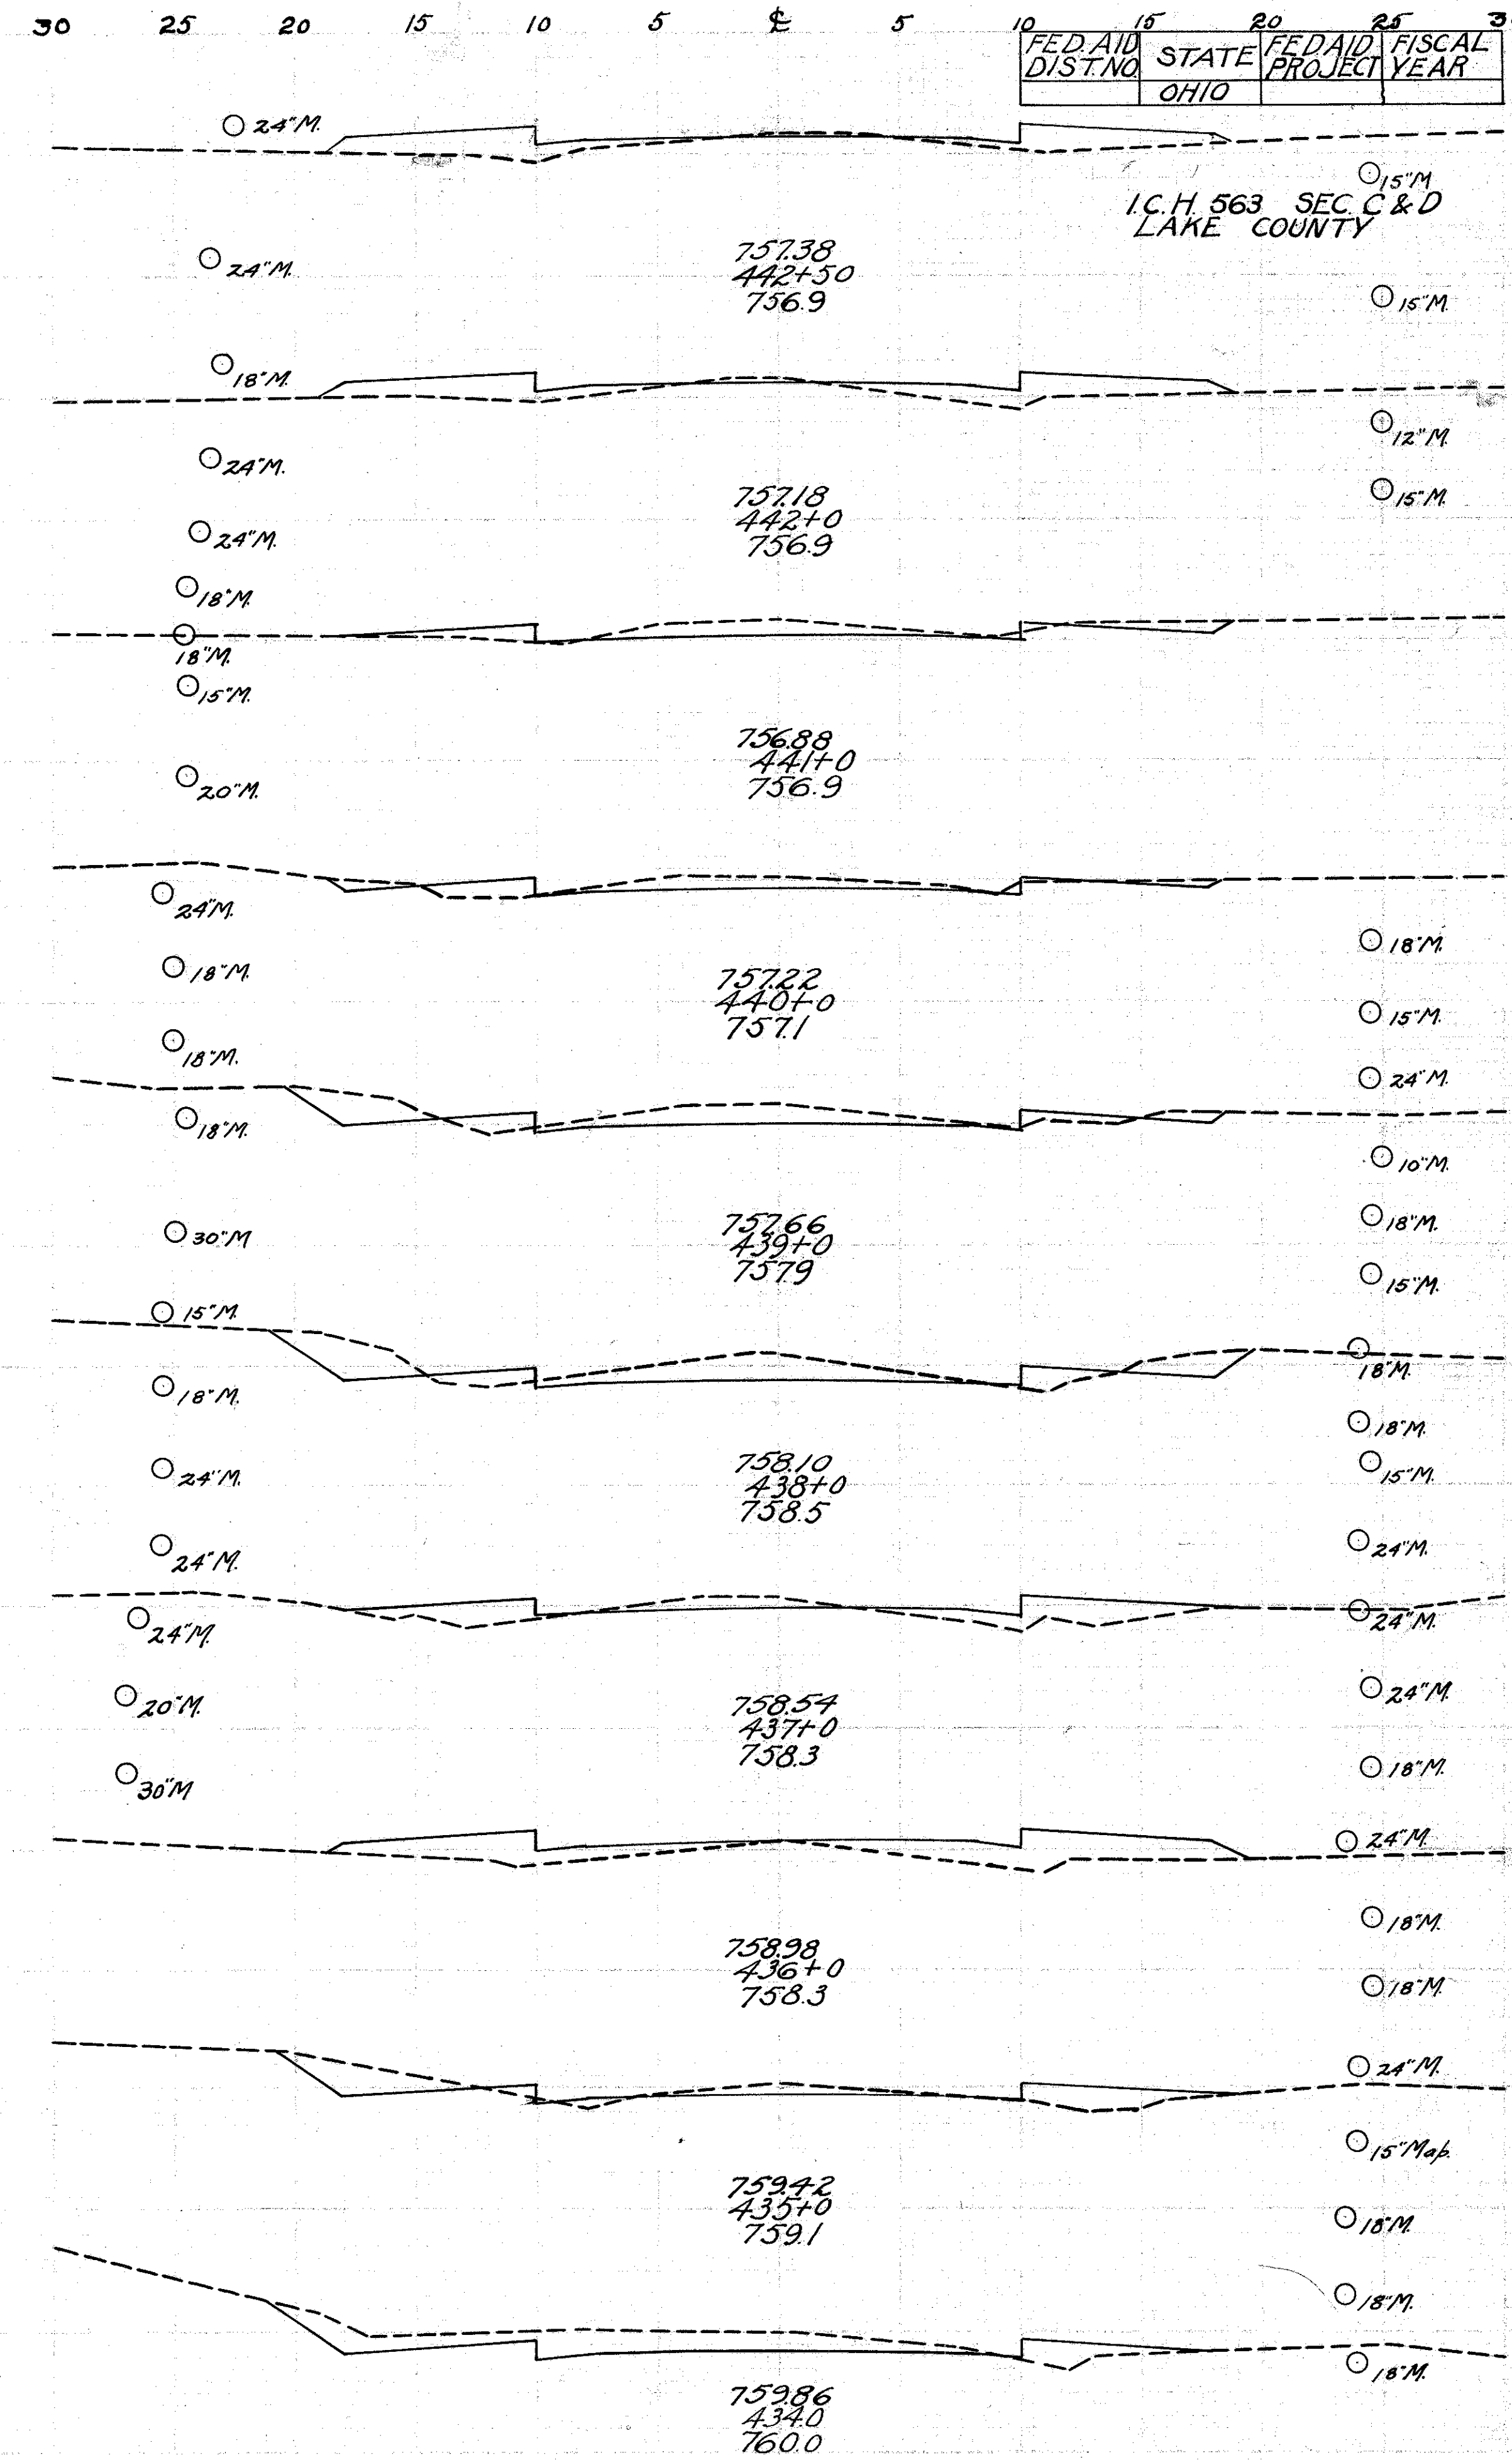 30 25 20 15 10 5 ℄ 5 10 15 20 25 3
FED.AID DIST.NO. STATE FED.AID PROJECT FISCAL YEAR
OHIO
24"M.
15"M
I.C.H. 563 SEC. C & D
LAKE COUNTY
24"M.
757.38
442+50
756.9
15"M.
18"M.
12"M.
24"M.
757.18
442+0
756.9
15"M.
24"M.
18"M.
18"M.
15"M.
756.88
441+0
756.9
20"M.
24"M.
18"M.
18"M.
757.22
440+0
757.1
15"M.
18"M.
24"M.
18"M.
10"M.
30"M
757.66
439+0
757.9
18"M.
15"M.
15"M.
18"M.
18"M.
18"M.
24"M.
758.10
438+0
758.5
15"M.
24"M.
24"M.
24"M.
24"M.
20"M.
758.54
437+0
758.3
24"M.
30"M
18"M.
24"M.
18"M.
758.98
436+0
758.3
18"M.
24"M.
15"Map.
759.42
435+0
759.1
18"M.
18"M.
18"M.
759.86
434.0
760.0